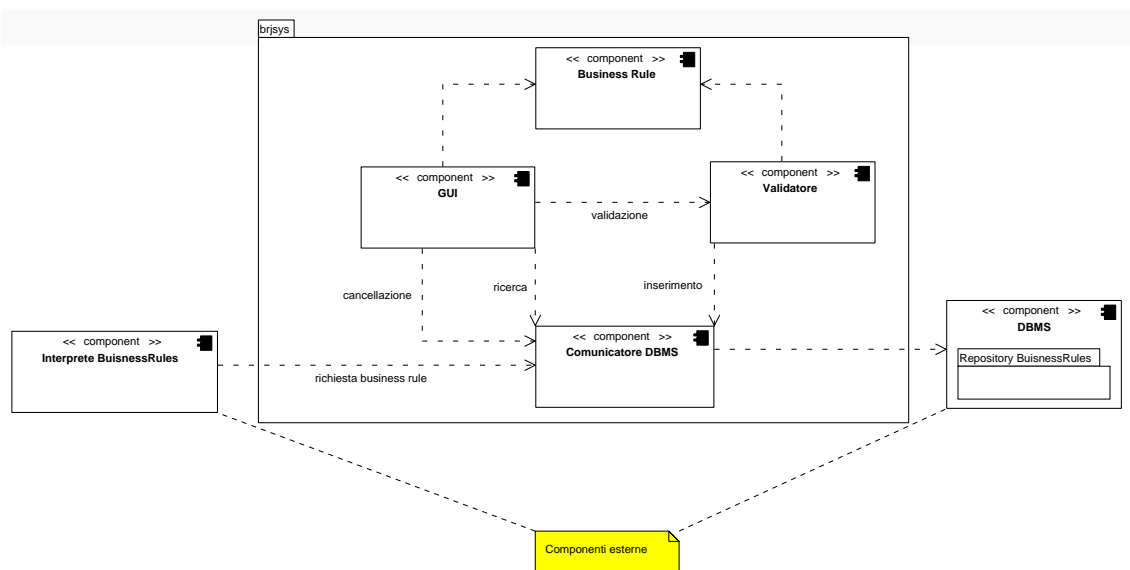 brjsys
<< component >>
Business Rule
<< component >>
GUI
<< component >>
Validatore
validazione
cancellazione
ricerca
inserimento
<< component >>
Interprete BuisnessRules
richiesta business rule
<< component >>
Comunicatore DBMS
<< component >>
DBMS
Repository BuisnessRules
Componenti esterne